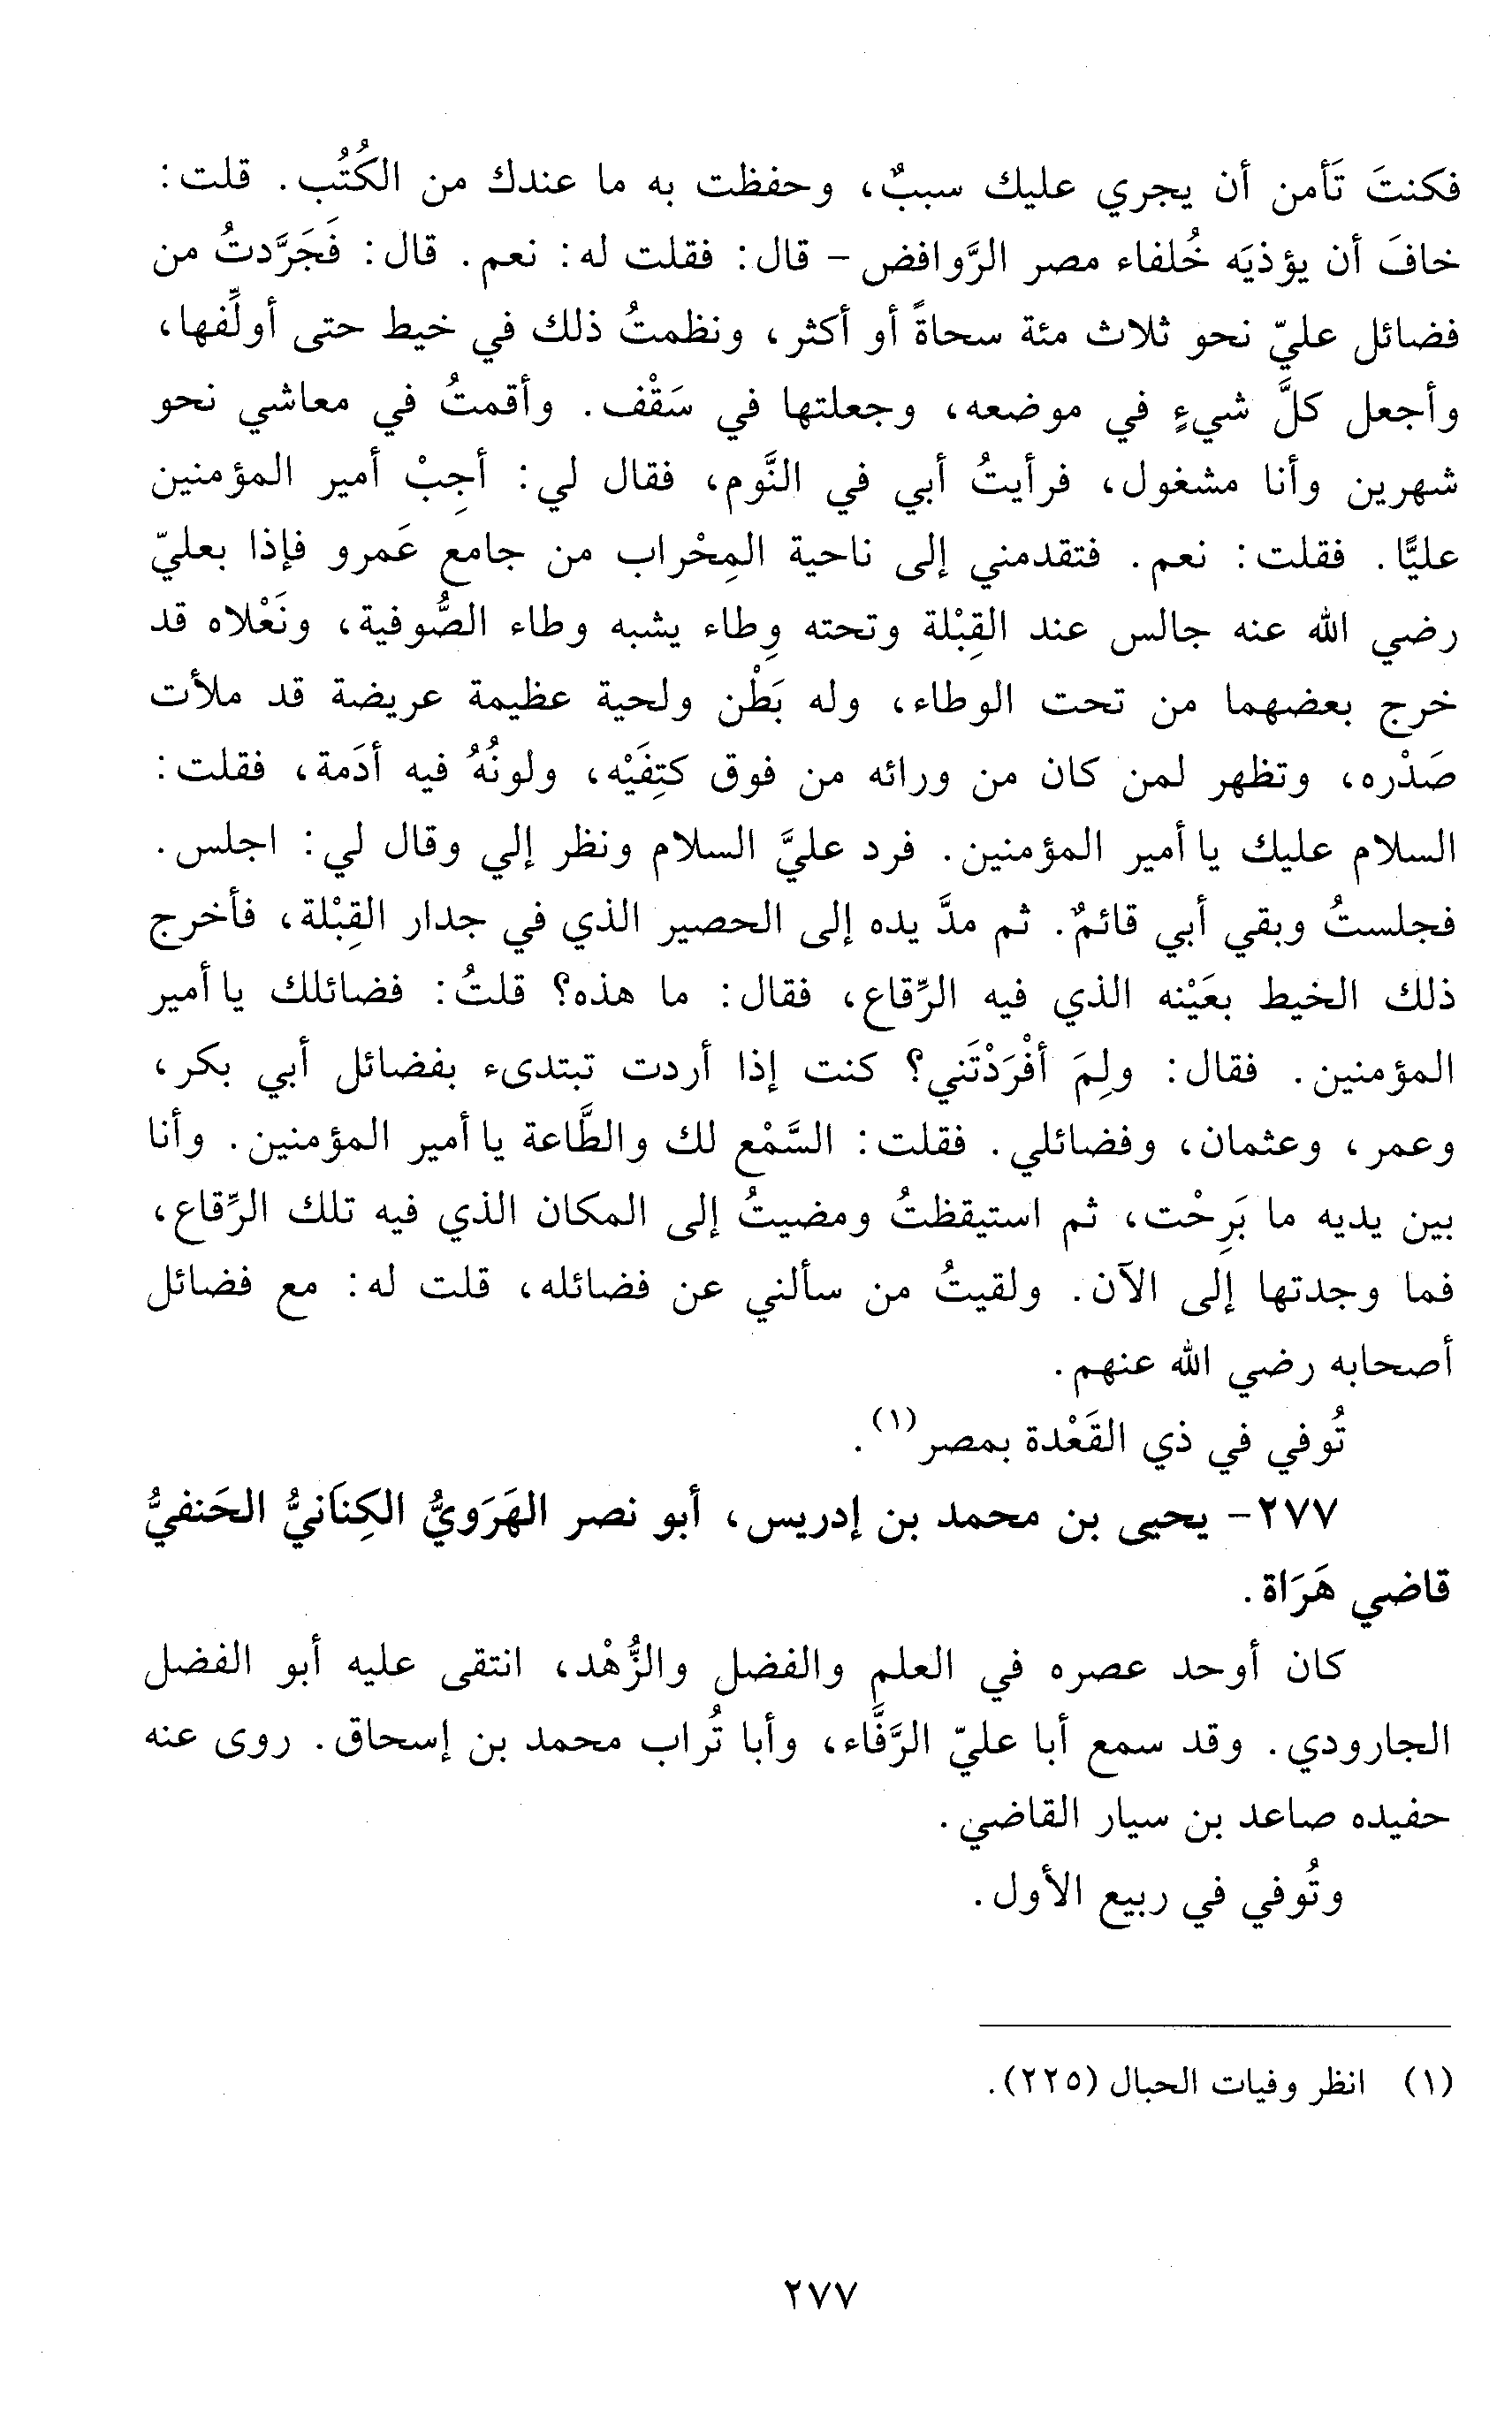 فكنتَ تَأمن أن يجري عليك سببٌ، وحفظت به ما عندك من الكُتُب. قلت:
خافَ أن يؤذيَه خُلفاء مصر الرَّوافض - قال: فقلت له: نعم. قال: فَجَرَّدتُ من
فضائل عليّ نحو ثلاث مئة سحاةً أو أكثر، ونظمتُ ذلك في خيط حتى أولِّفها،
وأجعل كلَّ شيءٍ في موضعه، وجعلتها في سَقْف. وأقمتُ في معاشي نحو
شهرين وأنا مشغول، فرأيتُ أبي في النَّوم، فقال لي: أجِبْ أمير المؤمنين
عليًّا. فقلت: نعم. فتقدمني إلى ناحية المِحْراب من جامع عَمرو فإذا بعليّ
رضي الله عنه جالس عند القِبْلة وتحته وِطاء يشبه وطاء الصُّوفية، ونَعْلاه قد
خرج بعضهما من تحت الوطاء، وله بَطْن ولحية عظيمة عريضة قد ملأت
صَدْره، وتظهر لمن كان من ورائه من فوق كتِفَيْه، ولونُهُ فيه أدَمة، فقلت:
السلام عليك يا أمير المؤمنين. فرد عليَّ السلام ونظر إلي وقال لي: اجلس.
فجلستُ وبقي أبي قائمٌ. ثم مدَّ يده إلى الحصير الذي في جدار القِبْلة، فأخرج
ذلك الخيط بعَيْنه الذي فيه الرِّقاع، فقال: ما هذه؟ قلتُ: فضائلك يا أمير
المؤمنين. فقال: ولِمَ أفْرَدْتَني؟ كنت إذا أردت تبتدىء بفضائل أبي بكر،
وعمر، وعثمان، وفضائلي. فقلت: السَّمْع لك والطَّاعة يا أمير المؤمنين. وأنا
بين يديه ما بَرِحْت، ثم استيقظتُ ومضيتُ إلى المكان الذي فيه تلك الرِّقاع،
فما وجدتها إلى الآن. ولقيتُ من سألني عن فضائله، قلت له: مع فضائل
أصحابه رضي الله عنهم.
تُوفي في ذي القَعْدة بمصر(١).
٢٧٧- يحيى بن محمد بن إدريس، أبو نصر الهَرَويُّ الكِنَانيُّ الحَنفيُّ
قاضي هَرَاة.
كان أوحد عصره في العلم والفضل والزُّهْد، انتقى عليه أبو الفضل
الجارودي. وقد سمع أبا عليّ الرَّفَّاء، وأبا تُراب محمد بن إسحاق. روى عنه
حفيده صاعد بن سيار القاضي.
وتُوفي في ربيع الأول.
(١) انظر وفيات الحبال (٢٢٥).
٢٧٧